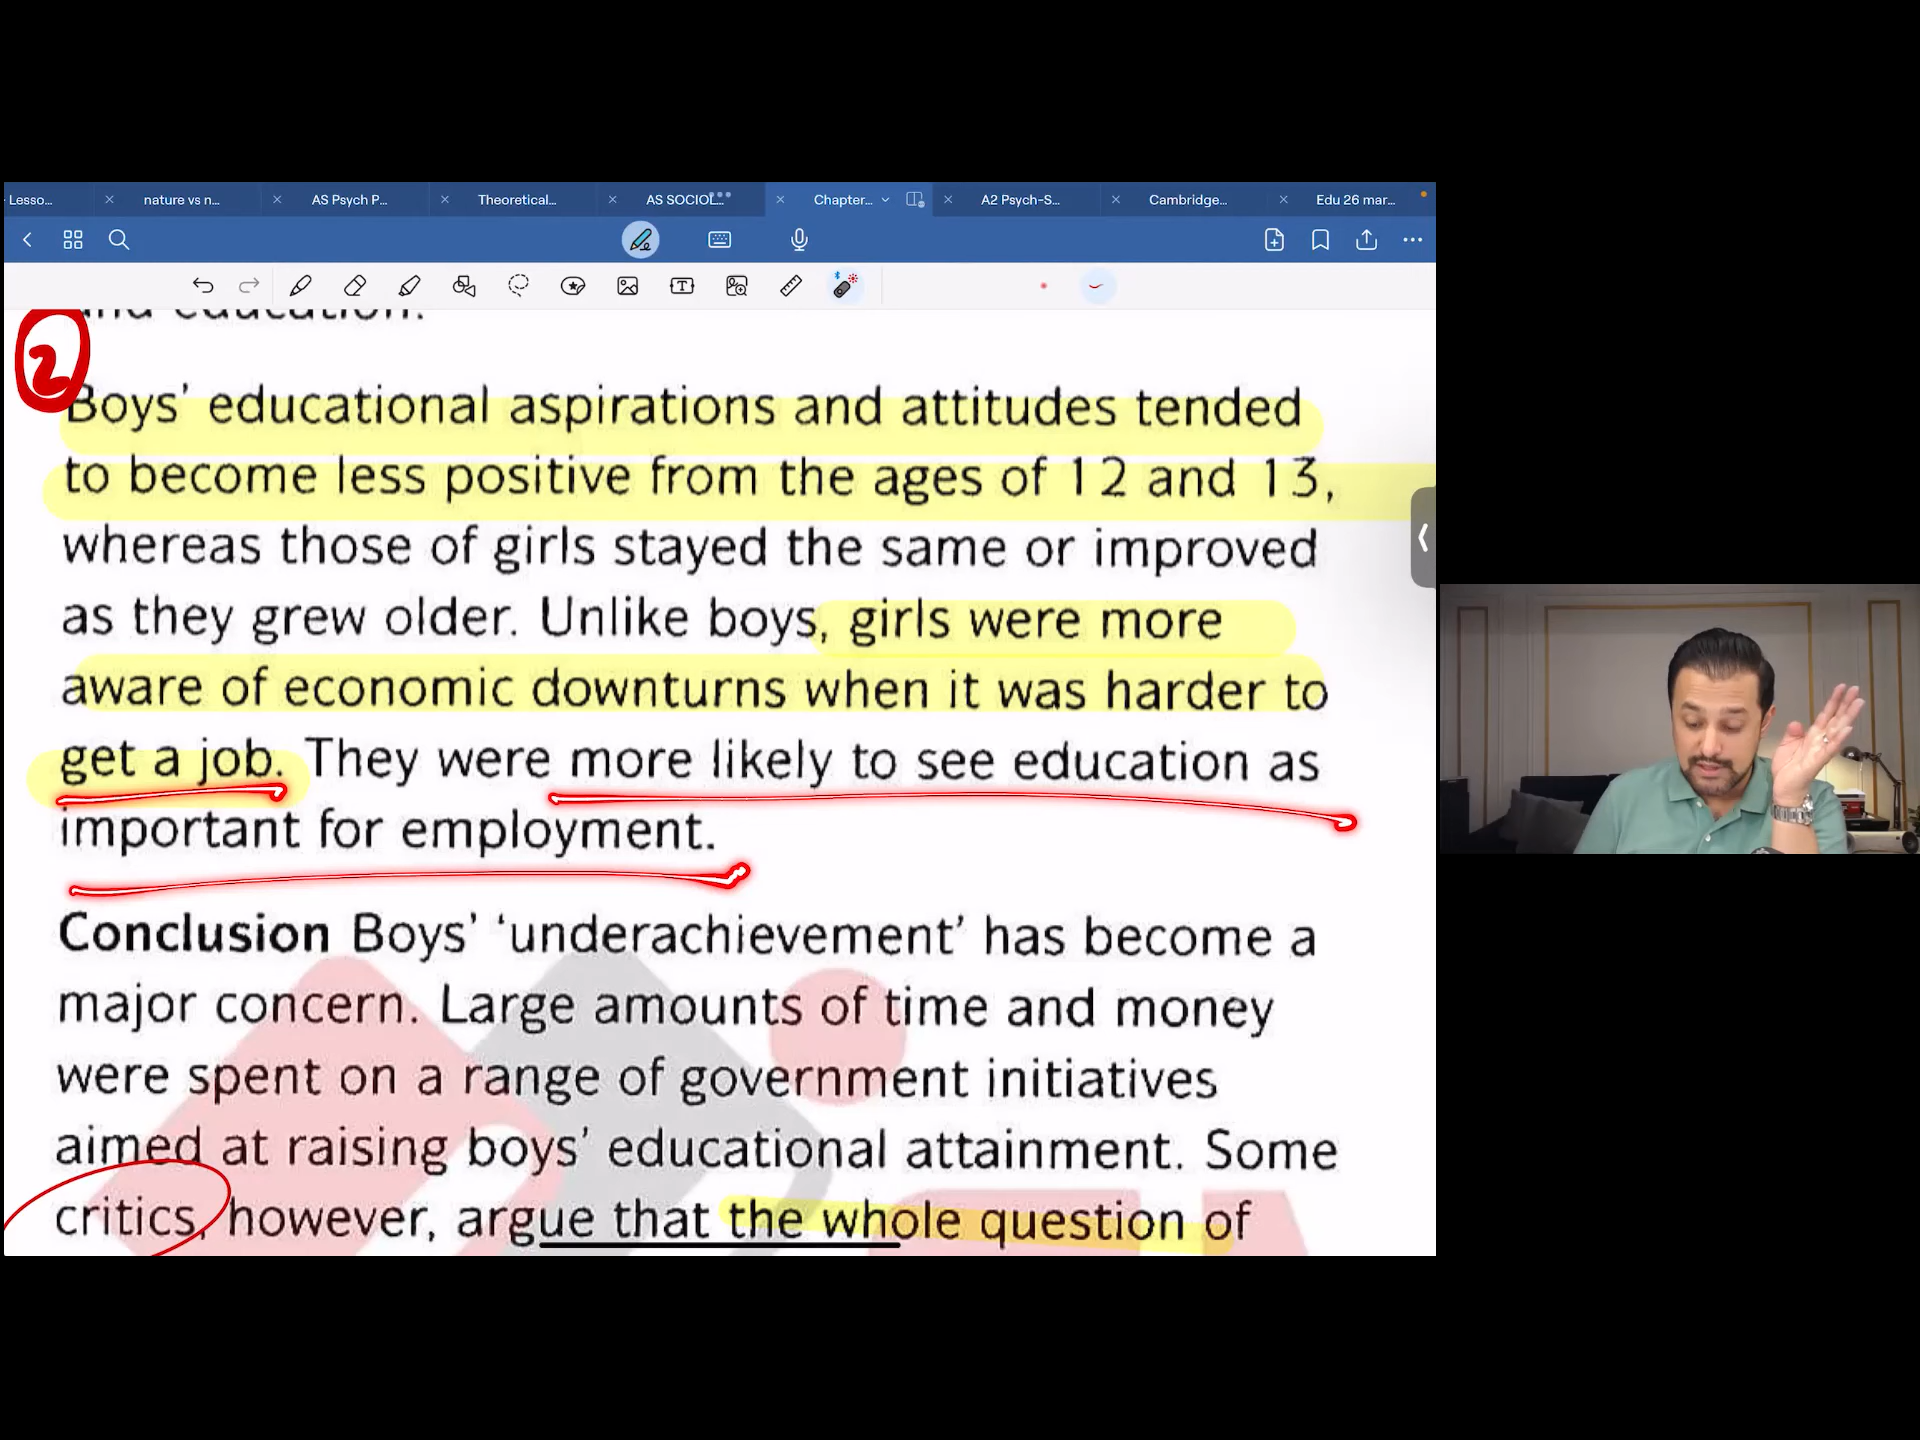 Lesso...
nature vs n...
AS Psych P...
Theoretical...
AS SOCIOL...
Chapter...
A2 Psych-S...
Cambridge...
Edu 26 mar...
and education.
2
Boys' educational aspirations and attitudes tended
to become less positive from the ages of 12 and 13,
whereas those of girls stayed the same or improved
as they grew older. Unlike boys, girls were more
aware of economic downturns when it was harder to
get a job. They were more likely to see education as
important for employment.
Conclusion Boys' 'underachievement' has become a
major concern. Large amounts of time and money
were spent on a range of government initiatives
aimed at raising boys' educational attainment. Some
critics, however, argue that the whole question of